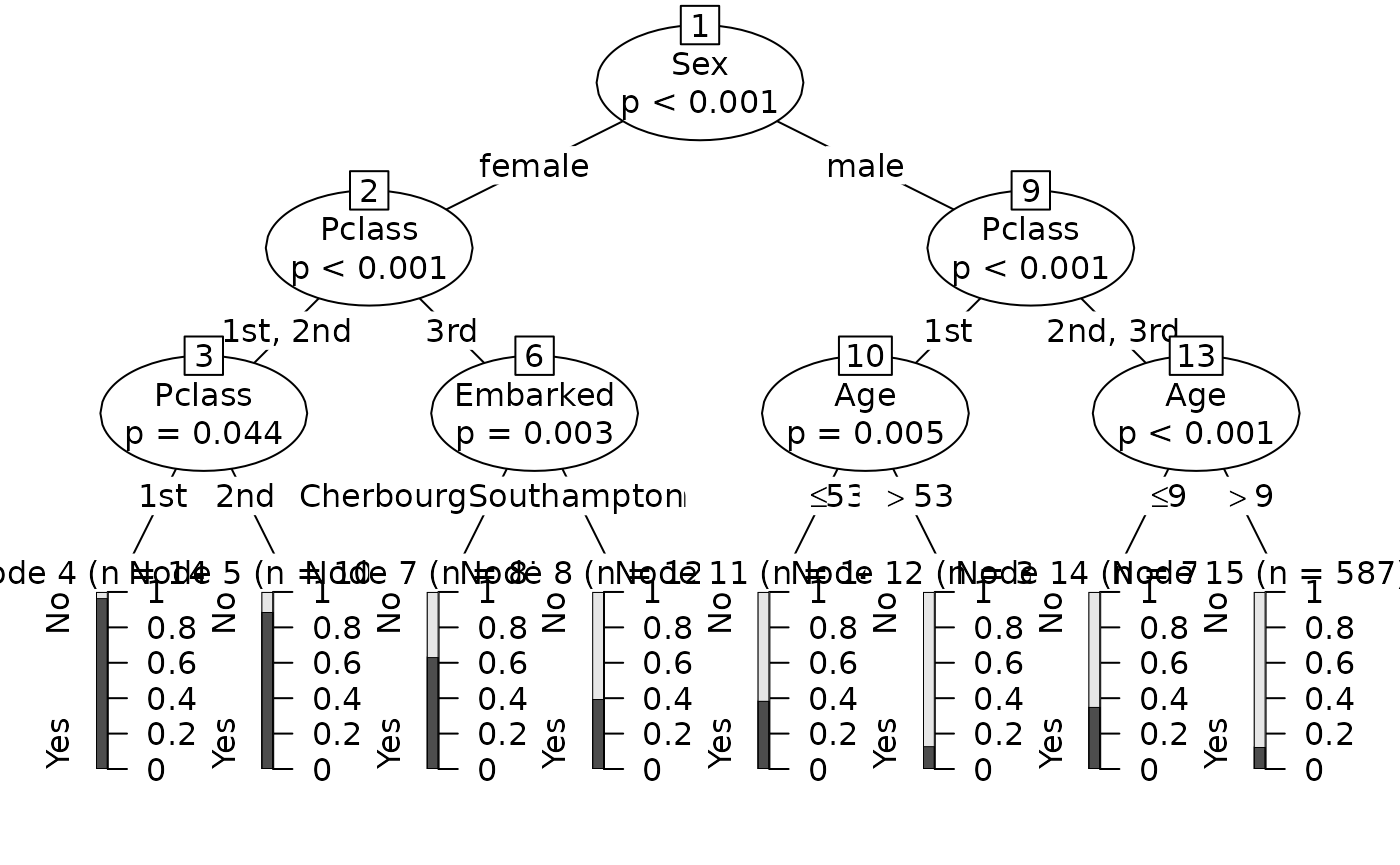 1
Sex
p < 0.001
female
male
2
Pclass
p < 0.001
9
Pclass
p < 0.001
1st, 2nd
3rd
1st
2nd, 3rd
3
Pclass
p = 0.044
6
Embarked
p = 0.003
10
Age
p = 0.005
13
Age
p < 0.001
1st
2nd
Cherbourg
Southampton
≤53
> 53
≤9
> 9
4 (n = 14
Node 5 (n = 10
Node 7 (n = 8
Node 8 (n = 12
Node 11 (n = 1
12 (n = 3
Node 14 (n = 7
Node 15 (n = 587)
No
Yes
1
0.8
0.6
0.4
0.2
0
No
Yes
1
0.8
0.6
0.4
0.2
0
No
Yes
1
0.8
0.6
0.4
0.2
0
No
Yes
1
0.8
0.6
0.4
0.2
0
No
Yes
1
0.8
0.6
0.4
0.2
0
No
Yes
1
0.8
0.6
0.4
0.2
0
No
Yes
1
0.8
0.6
0.4
0.2
0
No
Yes
1
0.8
0.6
0.4
0.2
0